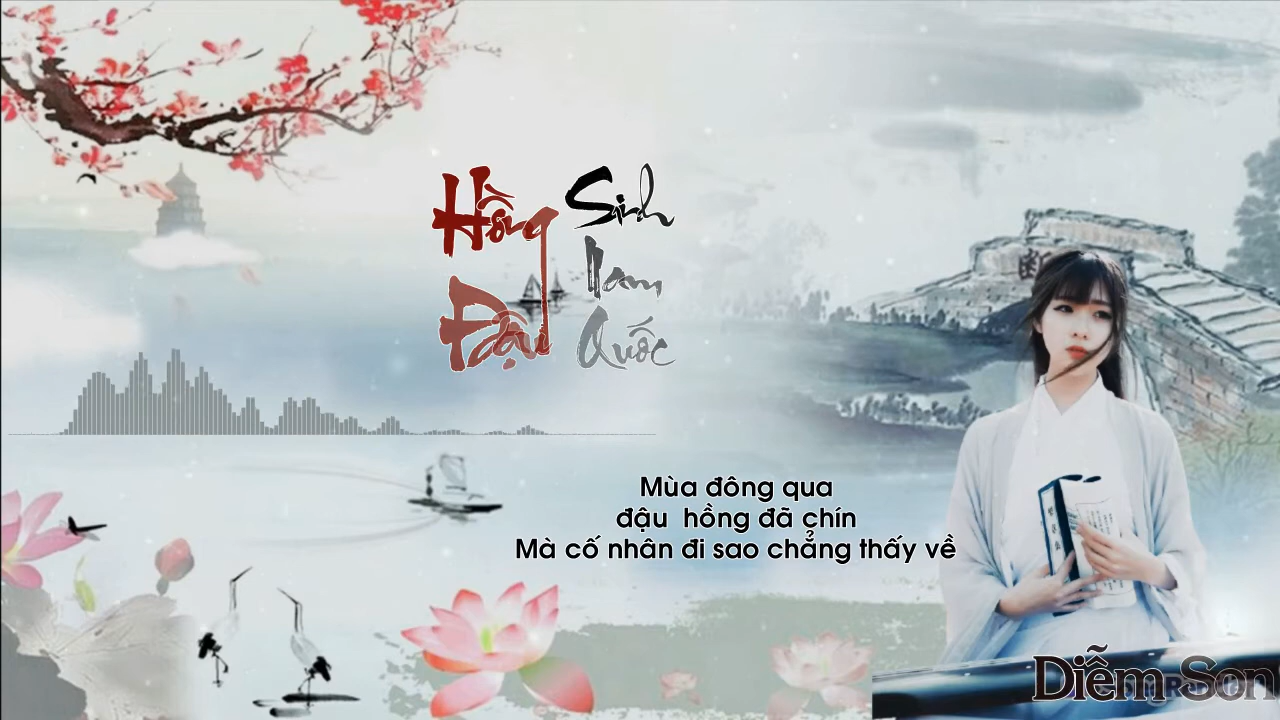 Hồng Sinh
Đậu Nam
Quốc
Mùa đông qua
đậu hồng đã chín
Mà cố nhân đi sao chẳng thấy về
Diễm Son